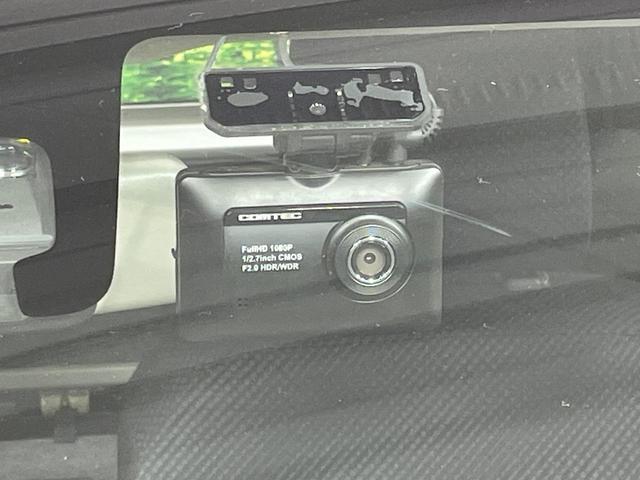 COMTEC
FullHD 1080P
1/2.7inch CMOS
F2.0 HDR/WDR